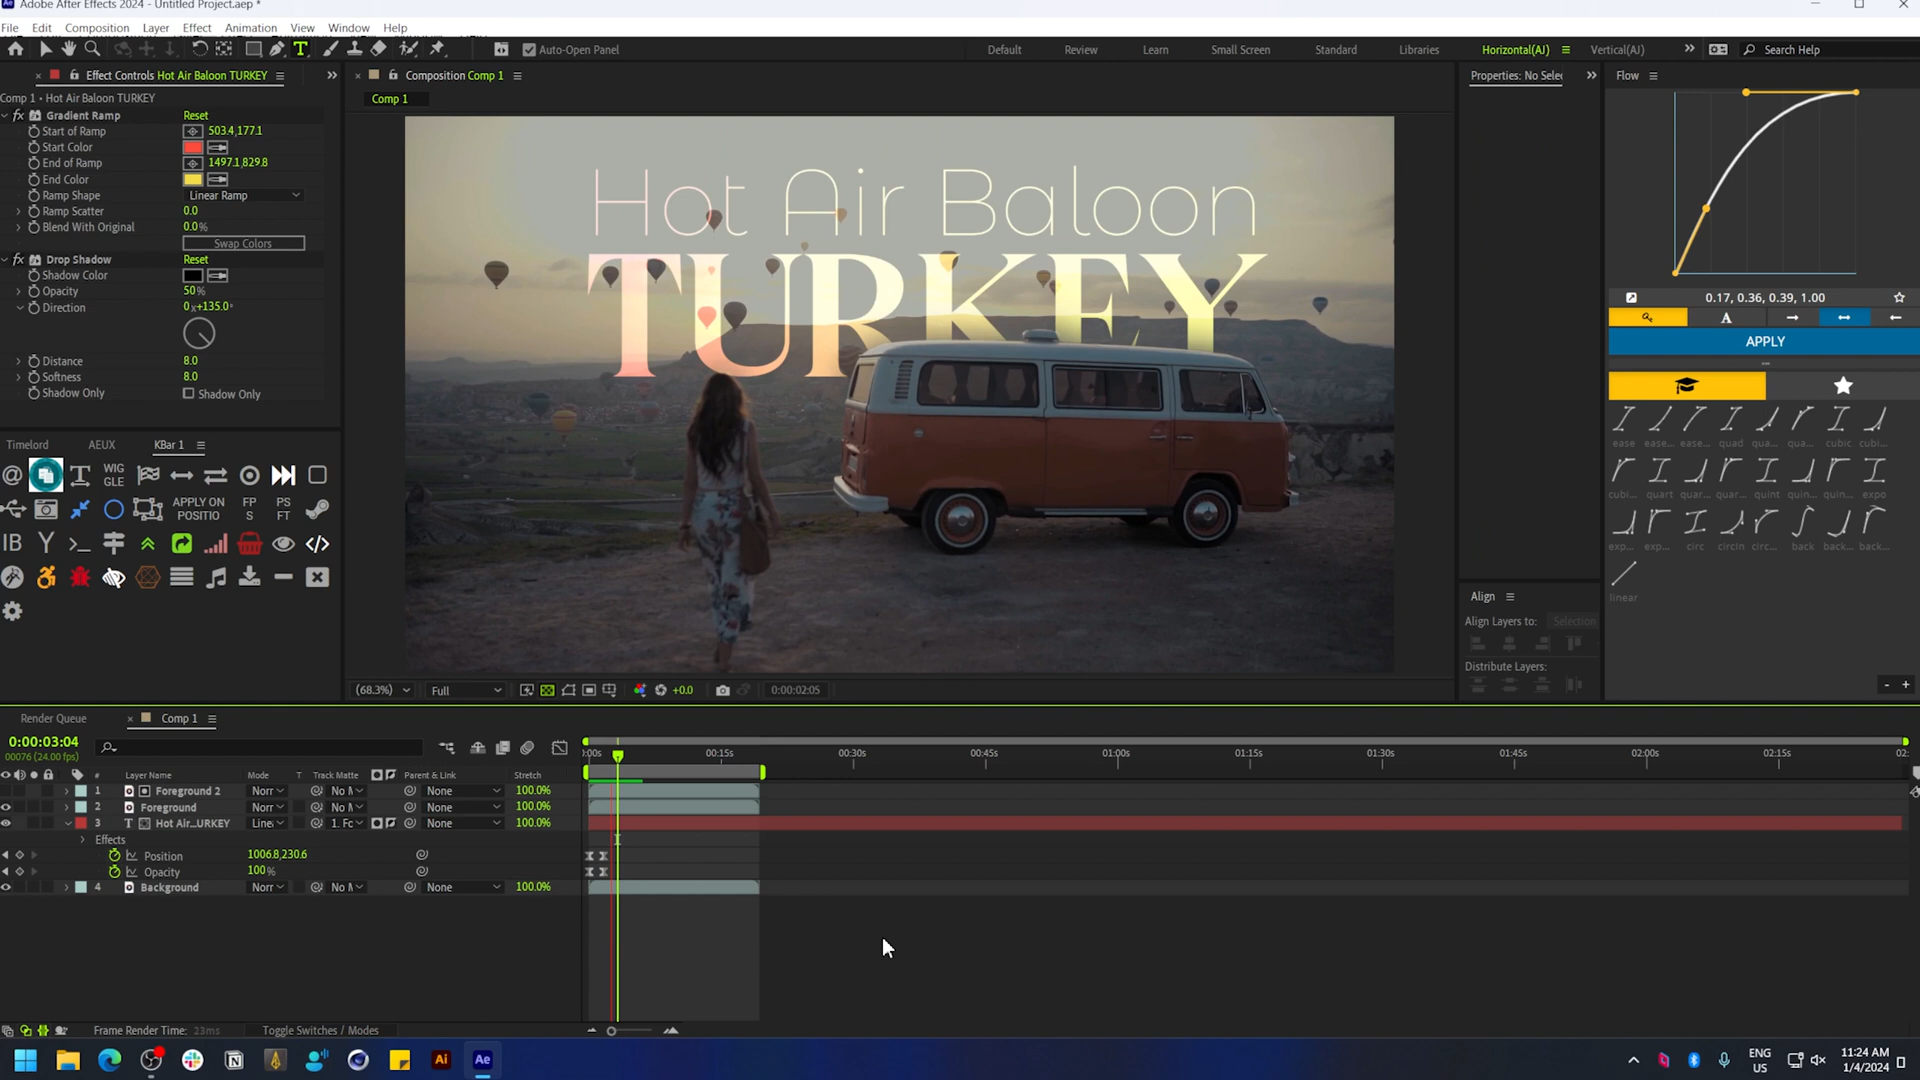 Adobe After Effects 2024 - Untitled Project.aep *
File Edit Composition Layer Effect Animation View Window Help
Auto-Open Panel
Default Review Learn Small Screen Standard Libraries Horizontal(AJ) Vertical(AJ) Search Help
Effect Controls Hot Air Baloon TURKEY
Comp 1 • Hot Air Baloon TURKEY
fx Gradient Ramp Reset
Start of Ramp 503.4,177.1
Start Color
End of Ramp 1497.1,829.8
End Color
Ramp Shape Linear Ramp
Ramp Scatter 0.0
Blend With Original 0.0%
Swap Colors
fx Drop Shadow Reset
Shadow Color
Opacity 50%
Direction 0x+135.0°
Distance 8.0
Softness 8.0
Shadow Only Shadow Only
Timelord AEUX KBar 1
WIG
GLE
APPLY ON
POSITIO
FP
S
PS
FT
IB
Composition Comp 1
Comp 1
Hot Air Baloon
TURKEY
(68.3%) Full +0.0 0:00:02:05
Properties: No Selec
Align
Align Layers to: Selection
Distribute Layers:
Flow
0.17, 0.36, 0.39, 1.00
A
APPLY
ease ease... ease... quad qua... qua... cubic cubi...
cubi... quart quar... quar... quint quin... quin... expo
exp... exp... circ circIn circ... back back... back...
linear
- +
Render Queue Comp 1
0:00:03:04
00076 (24.00 fps)
:00s 00:15s 00:30s 00:45s 01:00s 01:15s 01:30s 01:45s 02:00s 02:15s 02:
# Layer Name Mode T Track Matte Parent & Link Stretch
1 Foreground 2 Norr No M None 100.0%
2 Foreground Norr No M None 100.0%
3 T Hot Air...URKEY Line 1. Fc None 100.0%
Effects
Position 1006.8,230.6
Opacity 100%
4 Background Norr No M None 100.0%
Frame Render Time: 23ms Toggle Switches / Modes
Ai Ae
ENG
US
11:24 AM
1/4/2024